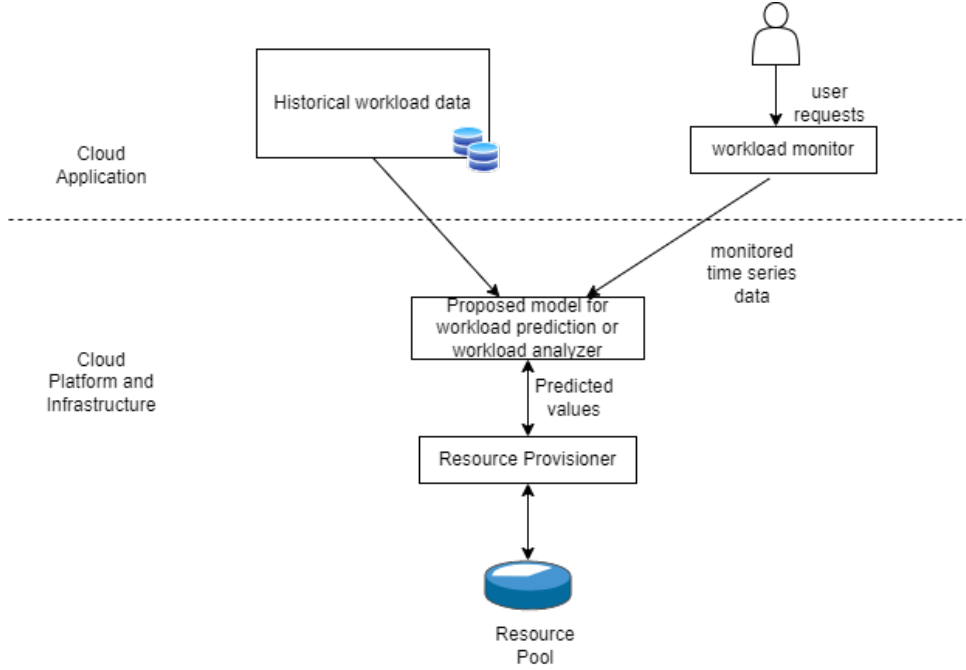 Historical workload data
user
requests
workload monitor
Cloud
Application
monitored
time series
data
Proposed model for
workload prediction or
workload analyzer
Cloud
Platform and
Infrastructure
Predicted
values
Resource Provisioner
Resource
Pool